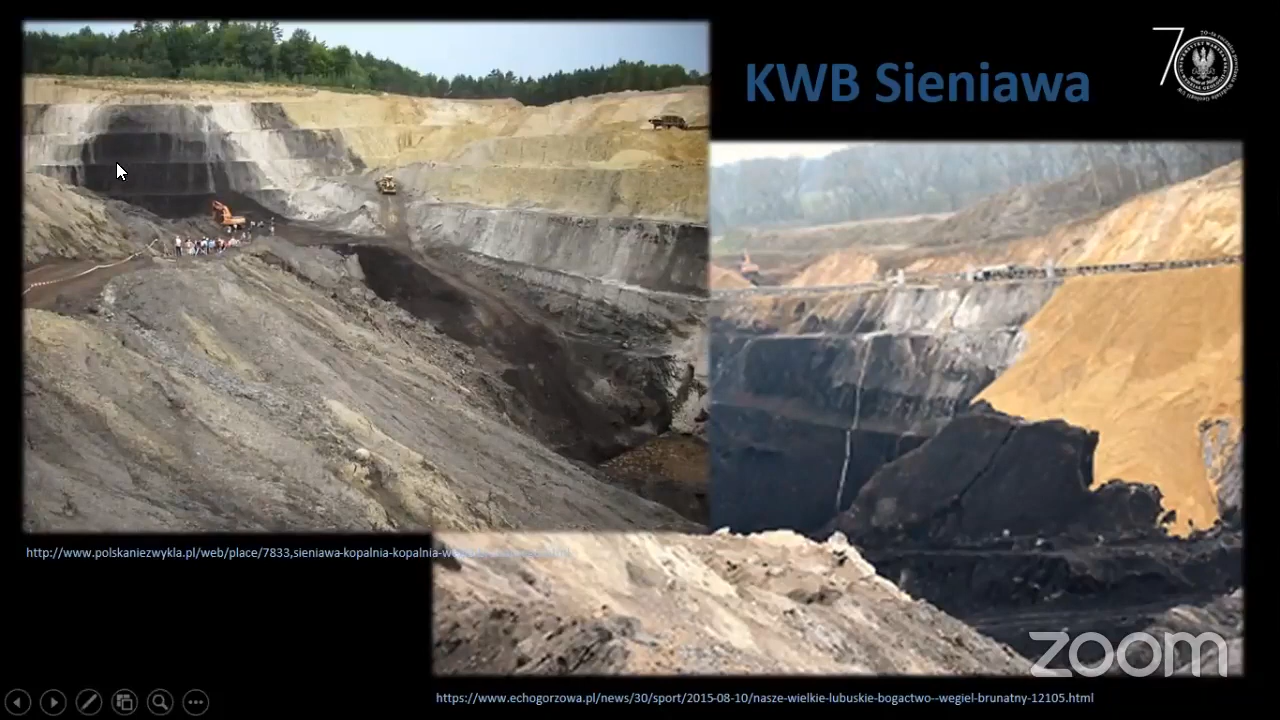 KWB Sieniawa
70
http://www.polskaniezwykla.pl/web/place/7833,sieniawa-kopalnia-kopalnia-
https://www.echogorzowa.pl/news/30/sport/2015-08-10/nasze-wielkie-lubuskie-bogactwo--wegiel-brunatny-12105.html
zoom